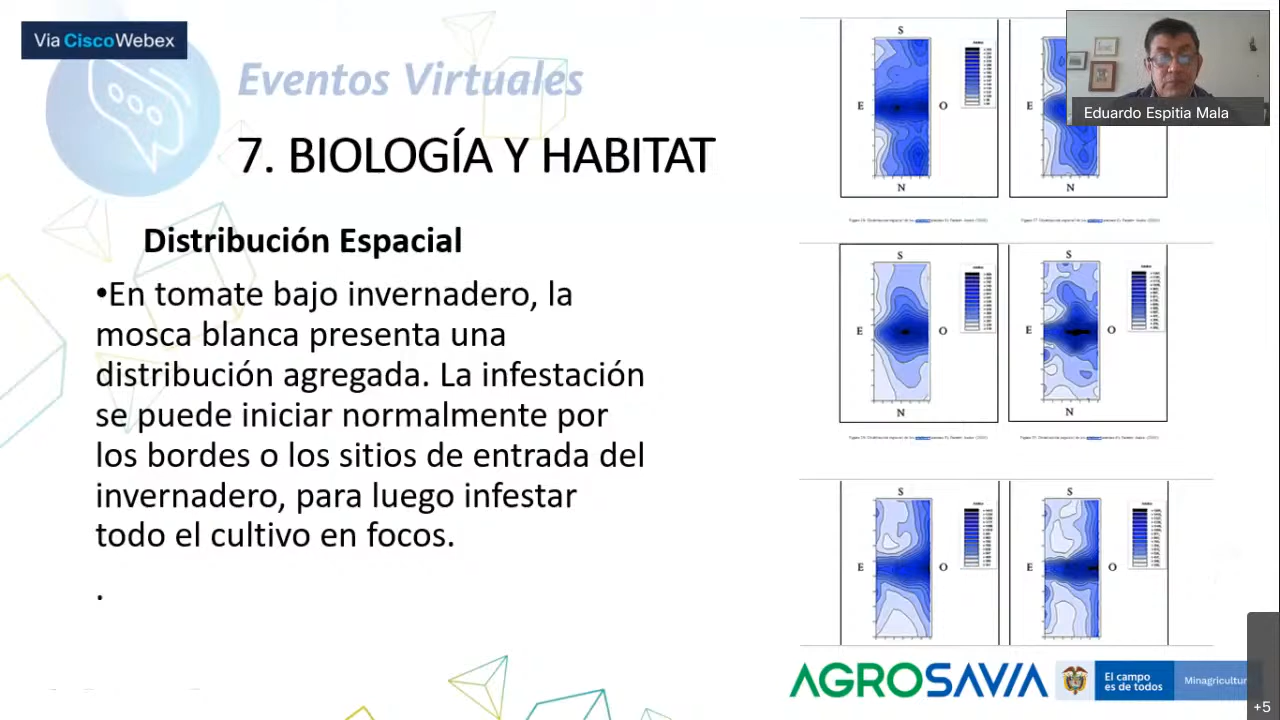 Vía CiscoWebex
Eventos Virtuales
7. BIOLOGÍA Y HABITAT
Distribución Espacial
•En tomate bajo invernadero, la
mosca blanca presenta una
distribución agregada. La infestación
se puede iniciar normalmente por
los bordes o los sitios de entrada del
invernadero, para luego infestar
todo el cultivo en focos.
.
S
E
O
N
E
Eduardo Espitia Mala
N
S
E
O
N
S
E
O
N
S
E
O
S
E
O
AGROSAVIA
El campo
es de todos
Minagricultur
+5